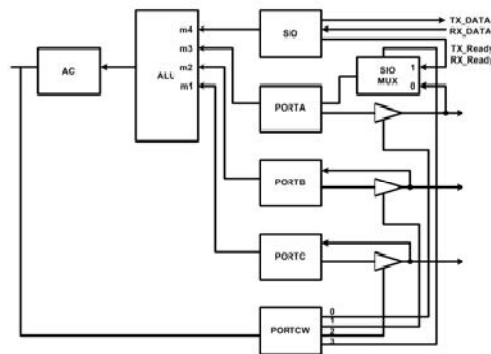 m4
m3
m2
m1
ALU
AC
SIO
TX_DATA
RX_DATA
TX_Ready
RX_Ready
SIO
MUX
1
0
PORTA
PORTB
PORTC
PORTCW
0
1
2
3